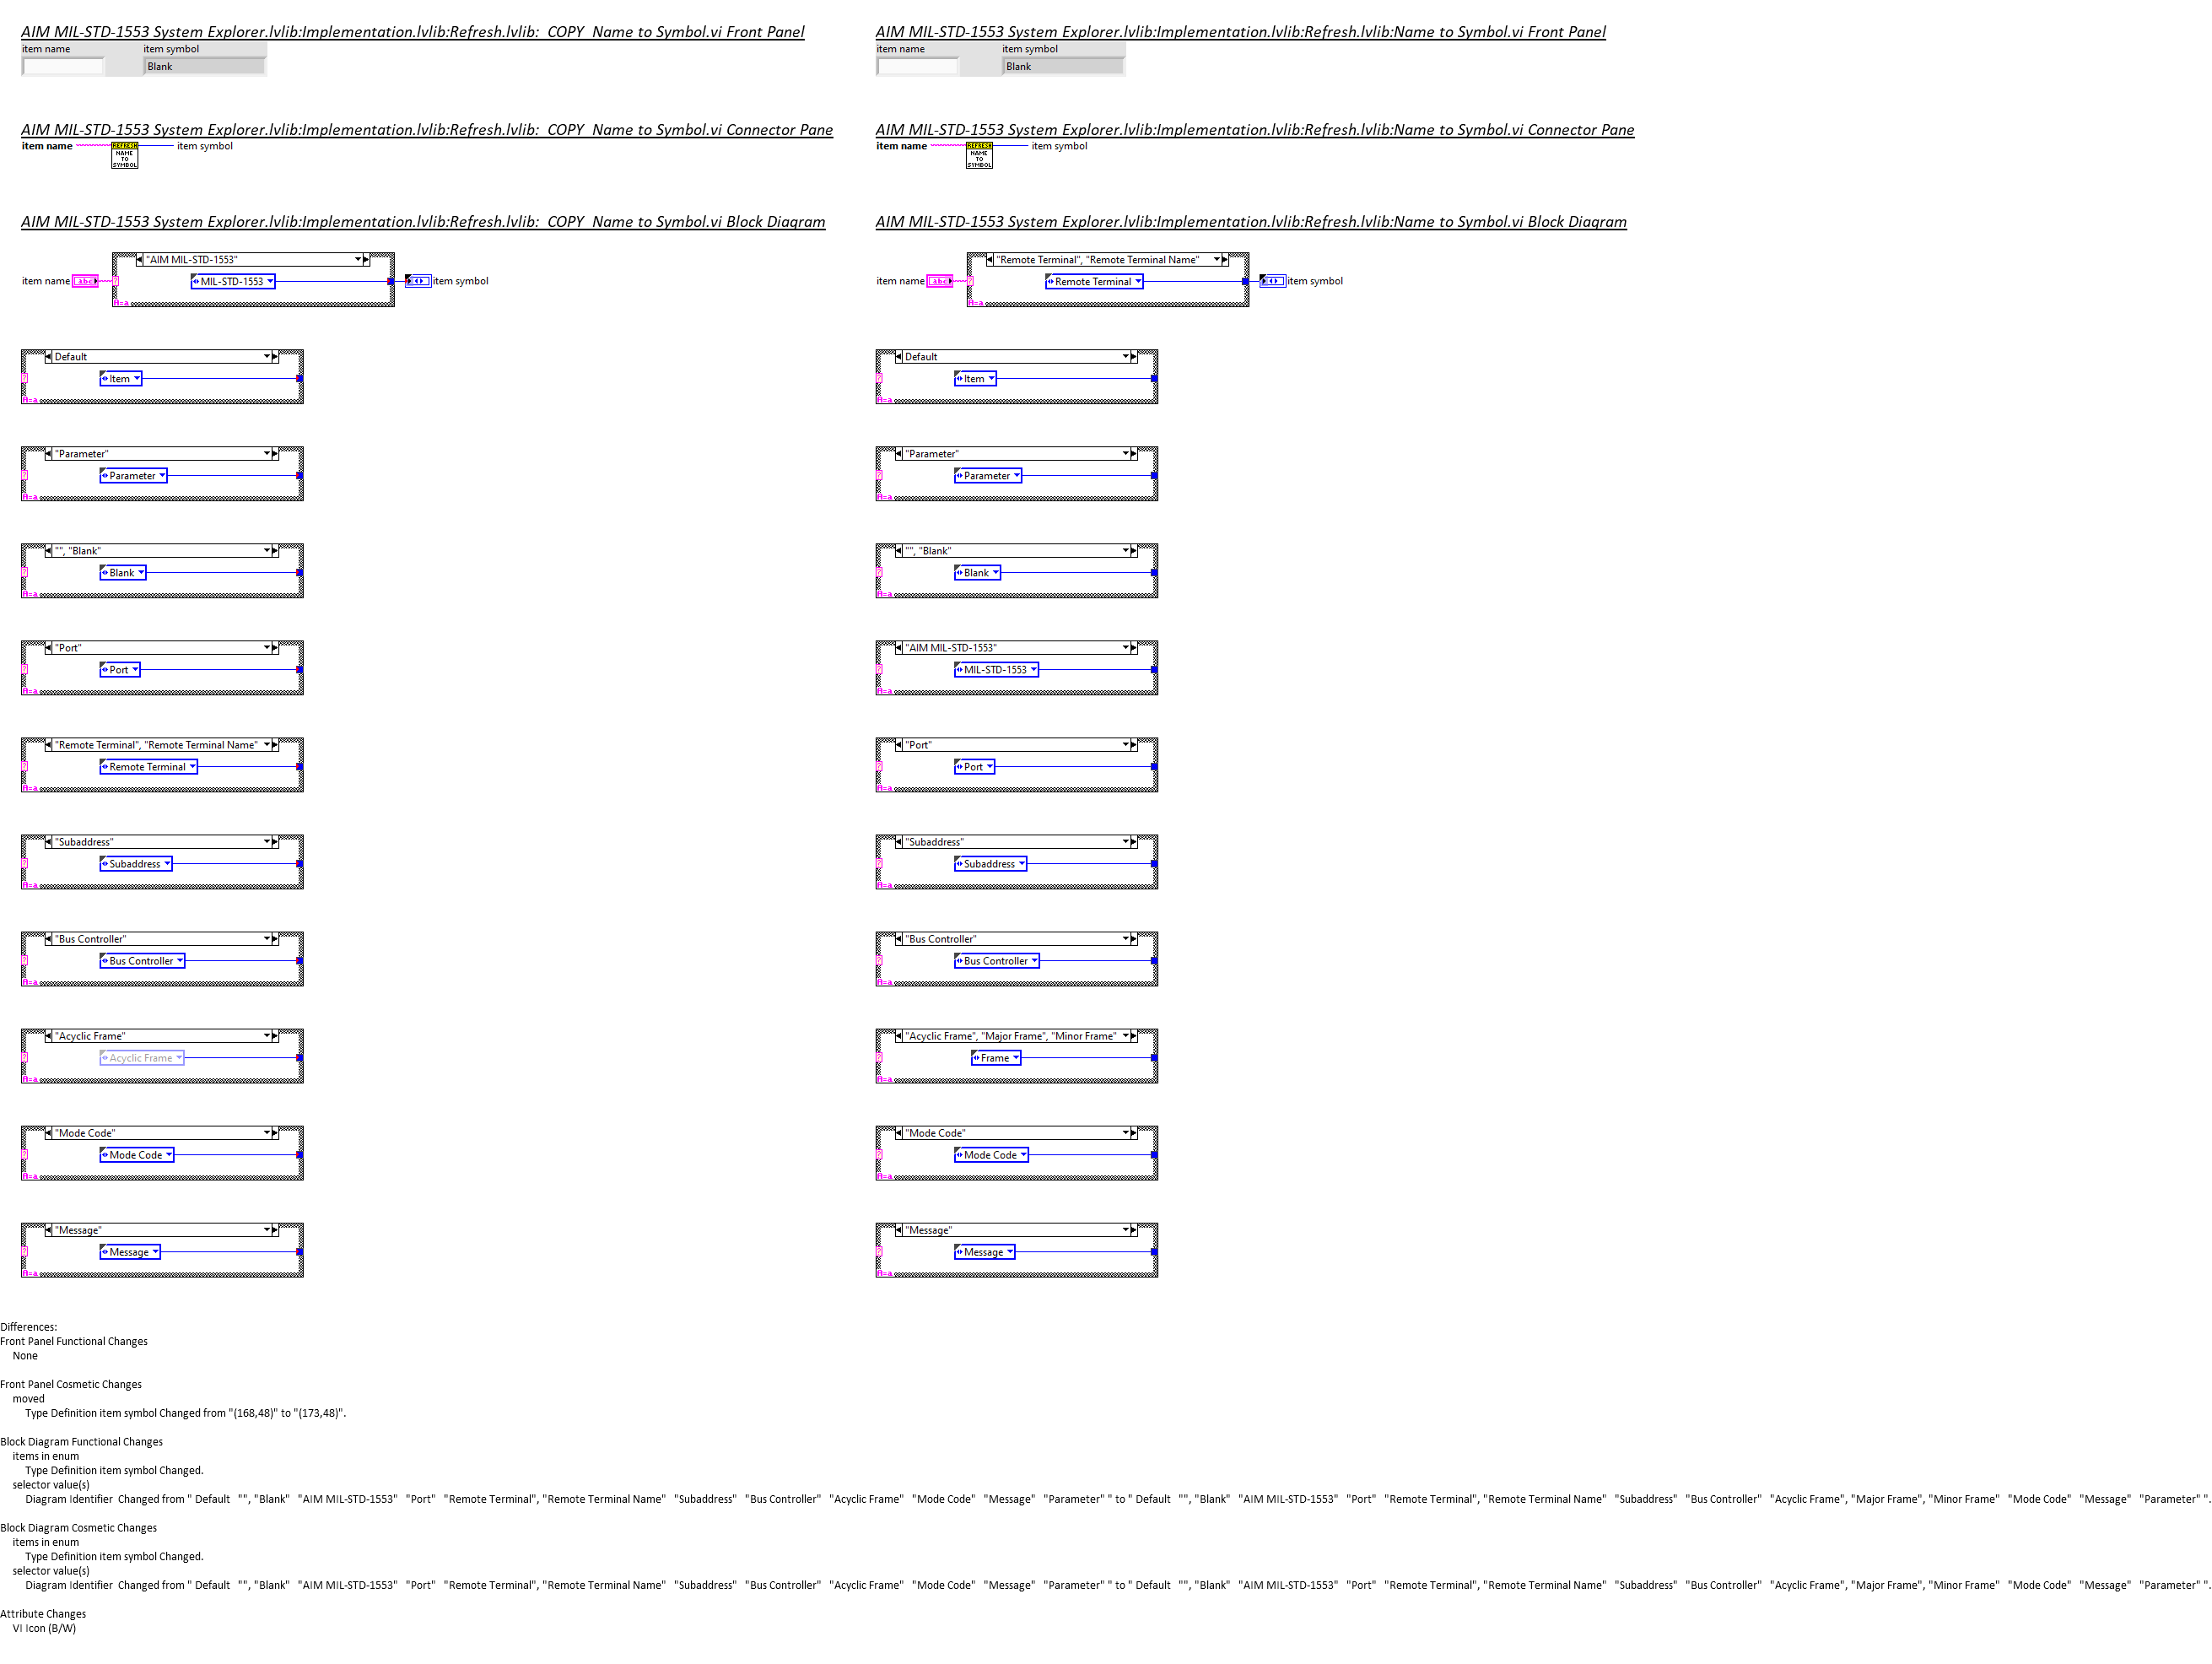 AIM MIL-STD-1553 System Explorer.lvlib:Implementation.lvlib:Refresh.lvlib:  COPY  Name to Symbol.vi Front Panel
item name
item symbol
Blank
AIM MIL-STD-1553 System Explorer.lvlib:Implementation.lvlib:Refresh.lvlib:  COPY  Name to Symbol.vi Connector Pane
item name
REFRESH
NAME
TO
SYMBOL
item symbol
AIM MIL-STD-1553 System Explorer.lvlib:Implementation.lvlib:Refresh.lvlib:  COPY  Name to Symbol.vi Block Diagram
"AIM MIL-STD-1553"
item name
abc
?
MIL-STD-1553
item symbol
A=a
Default
?
Item
A=a
"Parameter"
?
Parameter
A=a
"", "Blank"
?
Blank
A=a
"Port"
?
Port
A=a
"Remote Terminal", "Remote Terminal Name"
?
Remote Terminal
A=a
"Subaddress"
?
Subaddress
A=a
"Bus Controller"
?
Bus Controller
A=a
"Acyclic Frame"
?
Acyclic Frame
A=a
"Mode Code"
?
Mode Code
A=a
"Message"
?
Message
A=a
AIM MIL-STD-1553 System Explorer.lvlib:Implementation.lvlib:Refresh.lvlib:Name to Symbol.vi Front Panel
item name
item symbol
Blank
AIM MIL-STD-1553 System Explorer.lvlib:Implementation.lvlib:Refresh.lvlib:Name to Symbol.vi Connector Pane
item name
REFRESH
NAME
TO
SYMBOL
item symbol
AIM MIL-STD-1553 System Explorer.lvlib:Implementation.lvlib:Refresh.lvlib:Name to Symbol.vi Block Diagram
"Remote Terminal", "Remote Terminal Name"
item name
abc
?
Remote Terminal
item symbol
A=a
Default
?
Item
A=a
"Parameter"
?
Parameter
A=a
"", "Blank"
?
Blank
A=a
"AIM MIL-STD-1553"
?
MIL-STD-1553
A=a
"Port"
?
Port
A=a
"Subaddress"
?
Subaddress
A=a
"Bus Controller"
?
Bus Controller
A=a
"Acyclic Frame", "Major Frame", "Minor Frame"
?
Frame
A=a
"Mode Code"
?
Mode Code
A=a
"Message"
?
Message
A=a
Differences:
Front Panel Functional Changes
None
Front Panel Cosmetic Changes
moved
Type Definition item symbol Changed from "(168,48)" to "(173,48)".
Block Diagram Functional Changes
items in enum
Type Definition item symbol Changed.
selector value(s)
Diagram Identifier  Changed from " Default   "", "Blank"   "AIM MIL-STD-1553"   "Port"   "Remote Terminal", "Remote Terminal Name"   "Subaddress"   "Bus Controller"   "Acyclic Frame"   "Mode Code"   "Message"   "Parameter" " to " Default   "", "Blank"   "AIM MIL-STD-1553"   "Port"   "Remote Terminal", "Remote Terminal Name"   "Subaddress"   "Bus Controller"   "Acyclic Frame", "Major Frame", "Minor Frame"   "Mode Code"   "Message"   "Parameter" ".
Block Diagram Cosmetic Changes
items in enum
Type Definition item symbol Changed.
selector value(s)
Diagram Identifier  Changed from " Default   "", "Blank"   "AIM MIL-STD-1553"   "Port"   "Remote Terminal", "Remote Terminal Name"   "Subaddress"   "Bus Controller"   "Acyclic Frame"   "Mode Code"   "Message"   "Parameter" " to " Default   "", "Blank"   "AIM MIL-STD-1553"   "Port"   "Remote Terminal", "Remote Terminal Name"   "Subaddress"   "Bus Controller"   "Acyclic Frame", "Major Frame", "Minor Frame"   "Mode Code"   "Message"   "Parameter" ".
Attribute Changes
VI Icon (B/W)